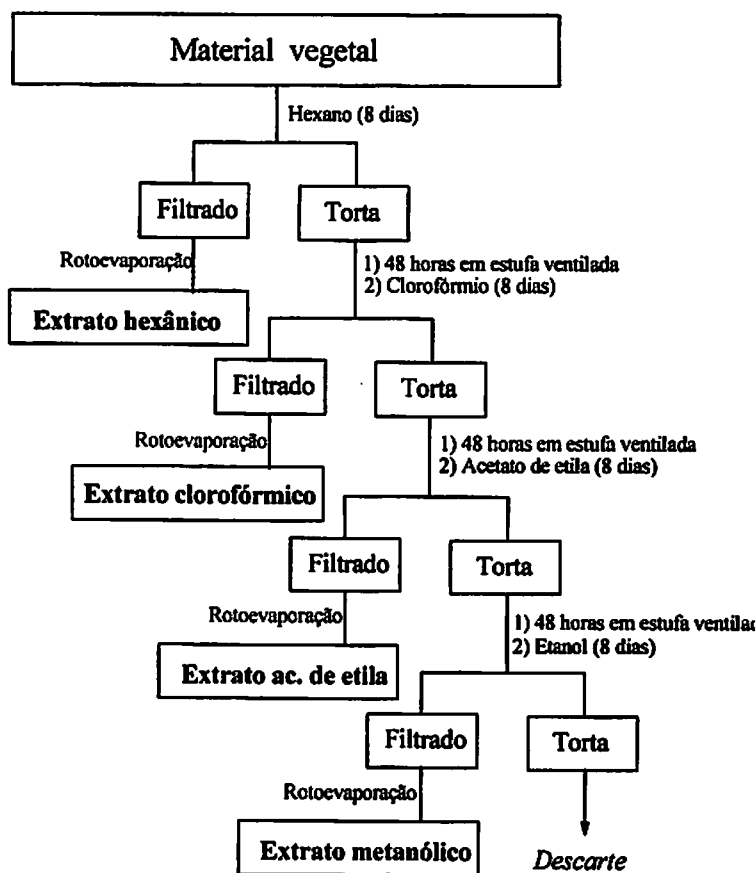 Material vegetal
Hexano (8 dias)
Filtrado
Torta
Rotoevaporação
1) 48 horas em estufa ventilada
2) Clorofórmio (8 dias)
Extrato hexânico
Filtrado
Torta
Rotoevaporação
1) 48 horas em estufa ventilada
2) Acetato de etila (8 dias)
Extrato clorofórmico
Filtrado
Torta
Rotoevaporação
1) 48 horas em estufa ventilad
2) Etanol (8 dias)
Extrato ac. de etila
Filtrado
Torta
Rotoevaporação
Extrato metanólico
Descarte